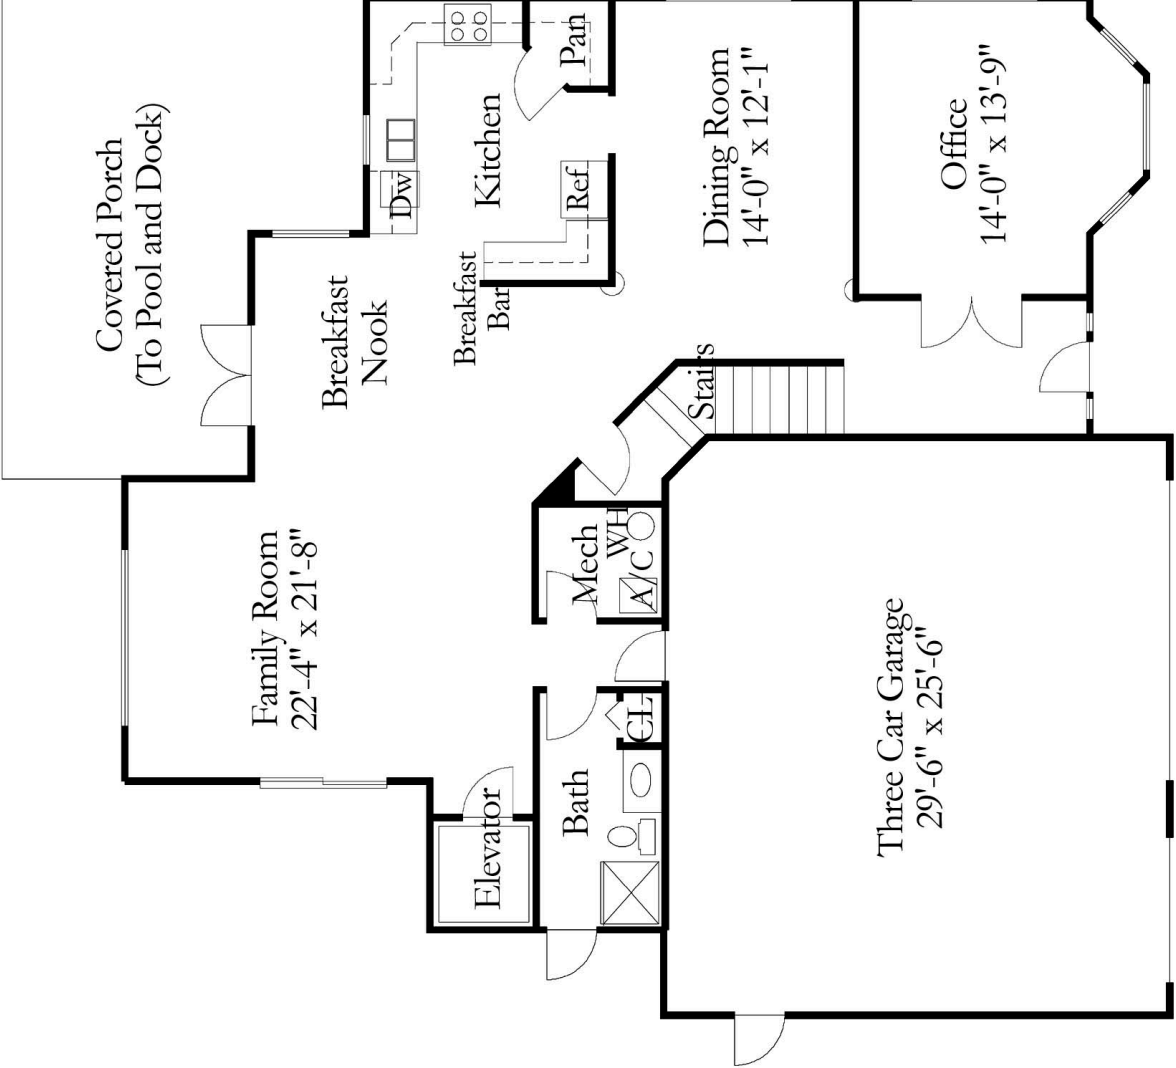 Covered Porch
(To Pool and Dock)
Breakfast
Nook
Family Room
22'-4" x 21'-8"
Dw
Kitchen
Pan
Ref
Breakfast
Bar
Dining Room
14'-0" x 12'-1"
Office
14'-0" x 13'-9"
Stairs
Mech
WH
A/C
CL
Bath
Elevator
Three Car Garage
29'-6" x 25'-6"